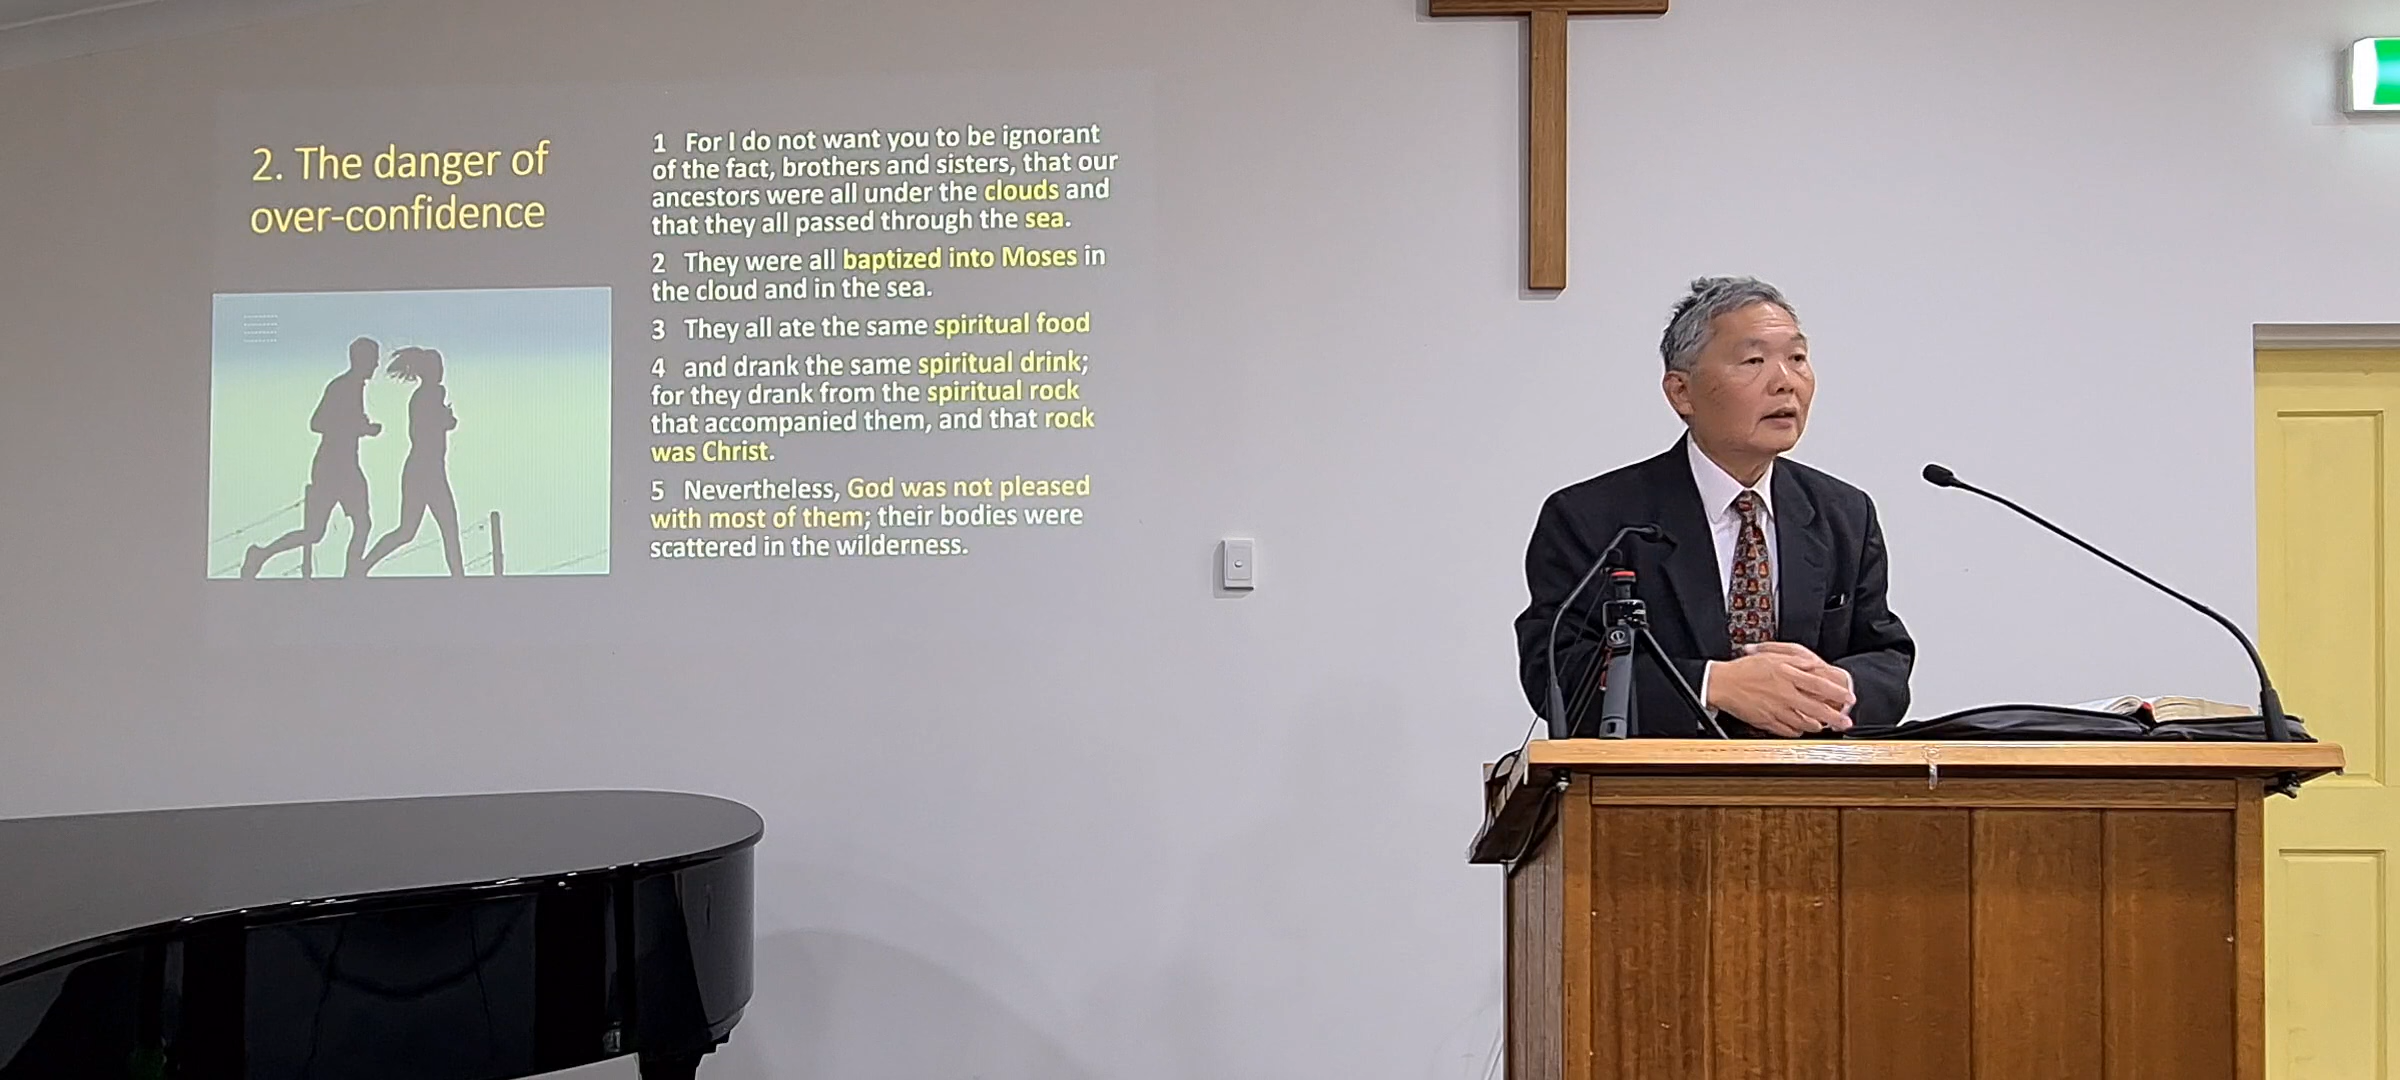 2. The danger of
over-confidence
1 For I do not want you to be ignorant
of the fact, brothers and sisters, that our
ancestors were all under the clouds and
that they all passed through the sea.
2 They were all baptized into Moses in
the cloud and in the sea.
3 They all ate the same spiritual food
4 and drank the same spiritual drink;
for they drank from the spiritual rock
that accompanied them, and that rock
was Christ.
5 Nevertheless, God was not pleased
with most of them; their bodies were
scattered in the wilderness.